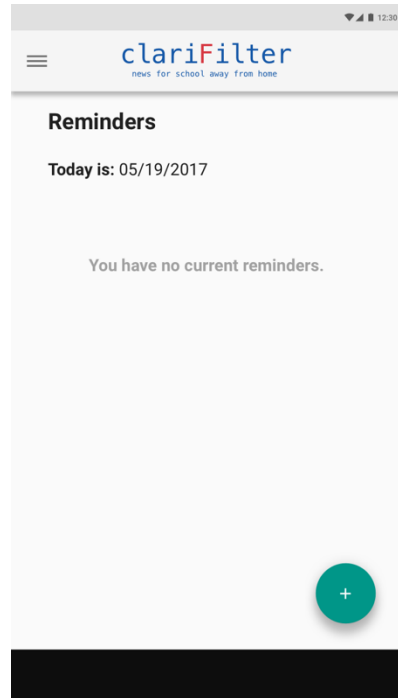 12:30
clariFilter
news for school away from home
Reminders
Today is: 05/19/2017
You have no current reminders.
+